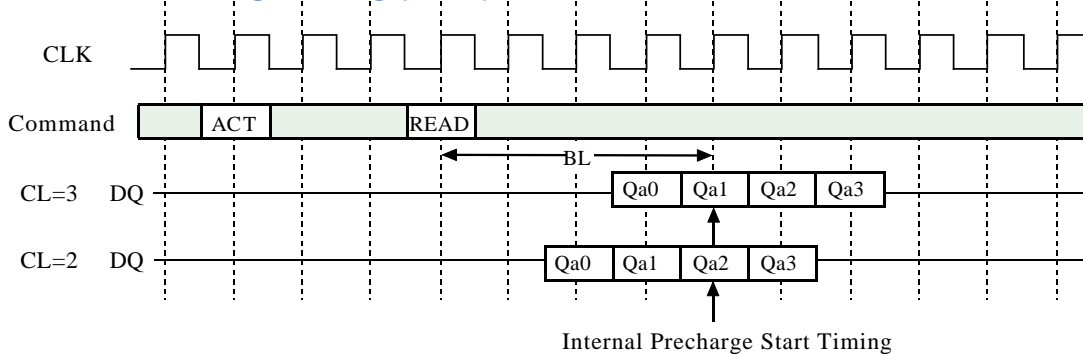 CLK
Command ACT READ
BL
CL=3 DQ Qa0 Qa1 Qa2 Qa3
CL=2 DQ Qa0 Qa1 Qa2 Qa3
Internal Precharge Start Timing